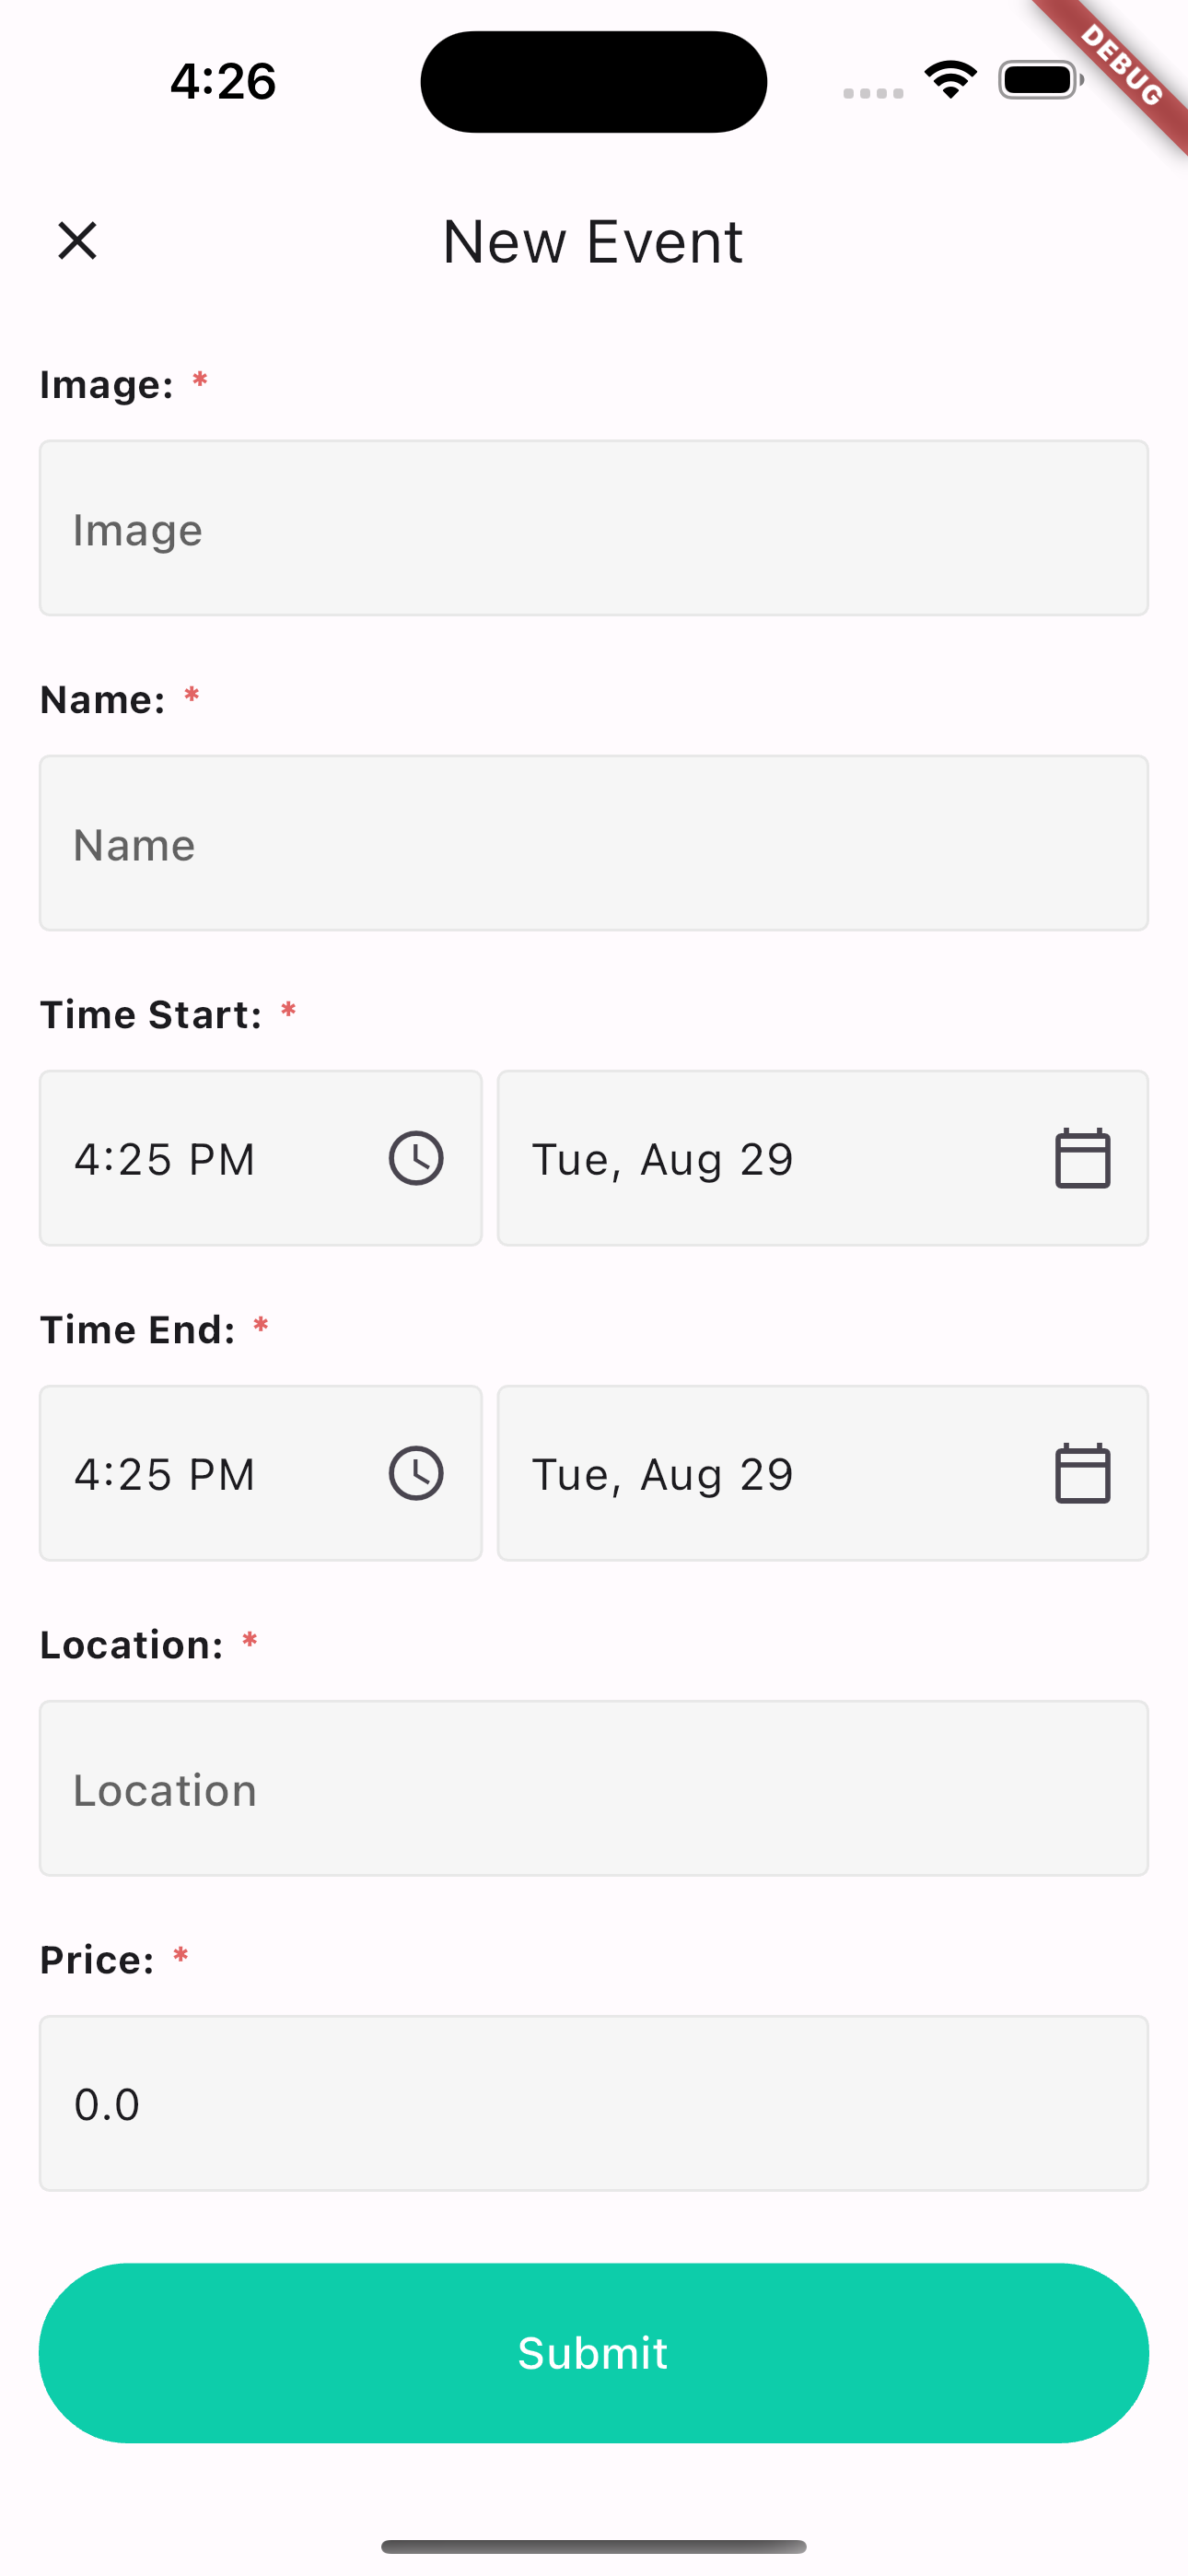 4:26
DEBUG
New Event
Image: *
Image
Name: *
Name
Time Start: *
4:25 PM Tue, Aug 29
Time End: *
4:25 PM Tue, Aug 29
Location: *
Location
Price: *
0.0
Submit